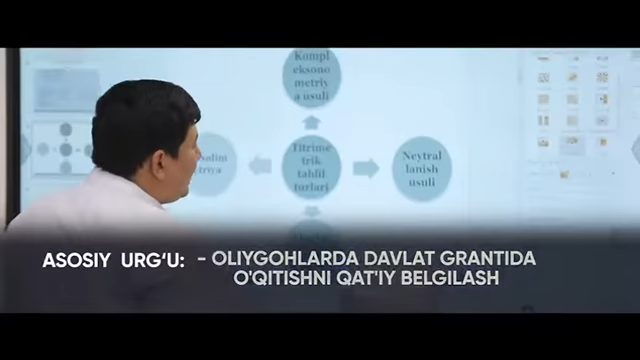 Kompl
eksono
metriy
a usuli
Titrime
trik
tahlil
turlari
Neytral
lanish
usuli
ASOSIY URG‘U: - OLIYGOHLARDA DAVLAT GRANTIDA
O'QITISHNI QAT'IY BELGILASH